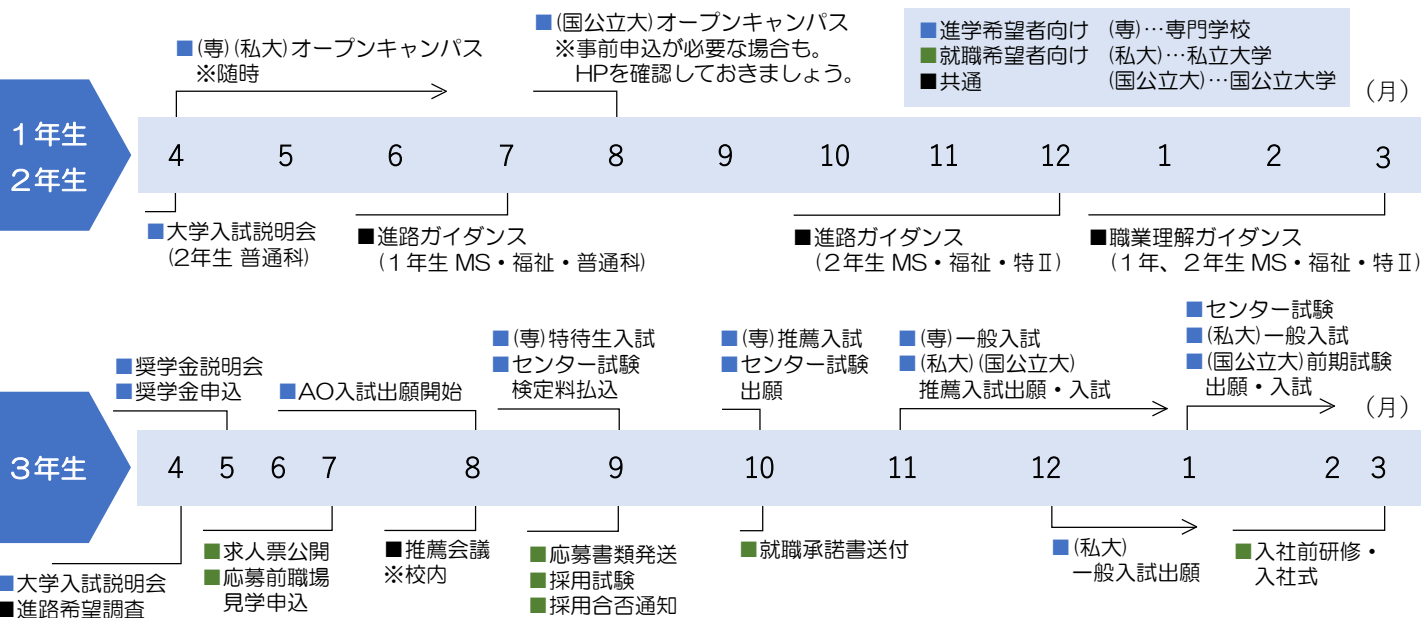 ■(専)(私大)オープンキャンパス
※随時
■(国公立大)オープンキャンパス
※事前申込が必要な場合も。
HPを確認しておきましょう。
■進学希望者向け (専)…専門学校
■就職希望者向け (私大)…私立大学
■共通 (国公立大)…国公立大学
(月)
1年生
2年生
4 5 6 7 8 9 10 11 12 1 2 3
■大学入試説明会
(2年生 普通科)
■進路ガイダンス
(1年生 MS・福祉・普通科)
■進路ガイダンス
(2年生 MS・福祉・特Ⅱ)
■職業理解ガイダンス
(1年、2年生 MS・福祉・特Ⅱ)
■奨学金説明会
■奨学金申込
■AO入試出願開始
■(専)特待生入試
■センター試験
検定料払込
■(専)推薦入試
■センター試験
出願
■(専)一般入試
■(私大)(国公立大)
推薦入試出願・入試
■センター試験
■(私大)一般入試
■(国公立大)前期試験
出願・入試
(月)
3年生
4 5 6 7 8 9 10 11 12 1 2 3
■大学入試説明会
■進路希望調査
■求人票公開
■応募前職場
見学申込
■推薦会議
※校内
■応募書類発送
■採用試験
■採用合否通知
■就職承諾書送付
■(私大)
一般入試出願
■入社前研修・
入社式